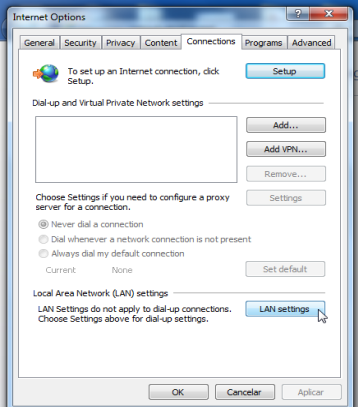 Internet Options
General Security Privacy Content Connections Programs Advanced
To set up an Internet connection, click
Setup.
Setup
Dial-up and Virtual Private Network settings
Add...
Add VPN...
Remove...
Choose Settings if you need to configure a proxy
server for a connection.
Settings
Never dial a connection
Dial whenever a network connection is not present
Always dial my default connection
Current None
Set default
Local Area Network (LAN) settings
LAN Settings do not apply to dial-up connections.
Choose Settings above for dial-up settings.
LAN settings
OK Cancelar Aplicar